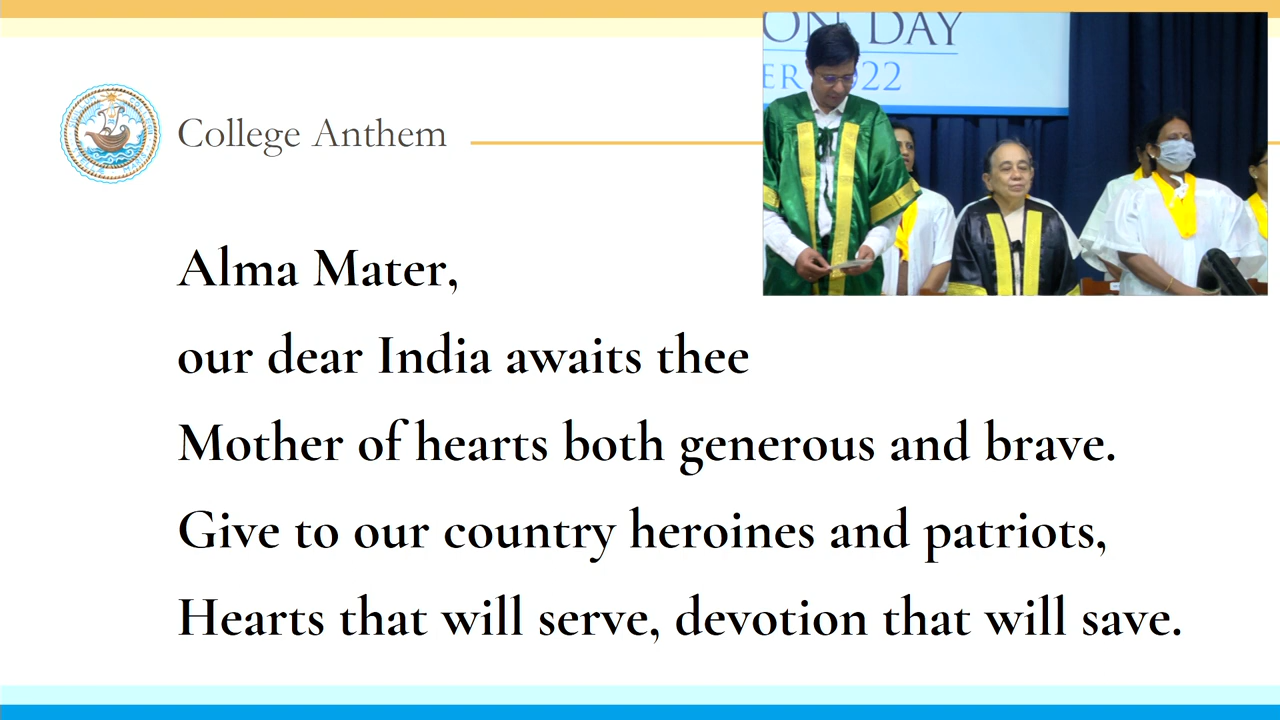 ON DAY
ER 2022
College Anthem
Alma Mater,
our dear India awaits thee
Mother of hearts both generous and brave.
Give to our country heroines and patriots,
Hearts that will serve, devotion that will save.